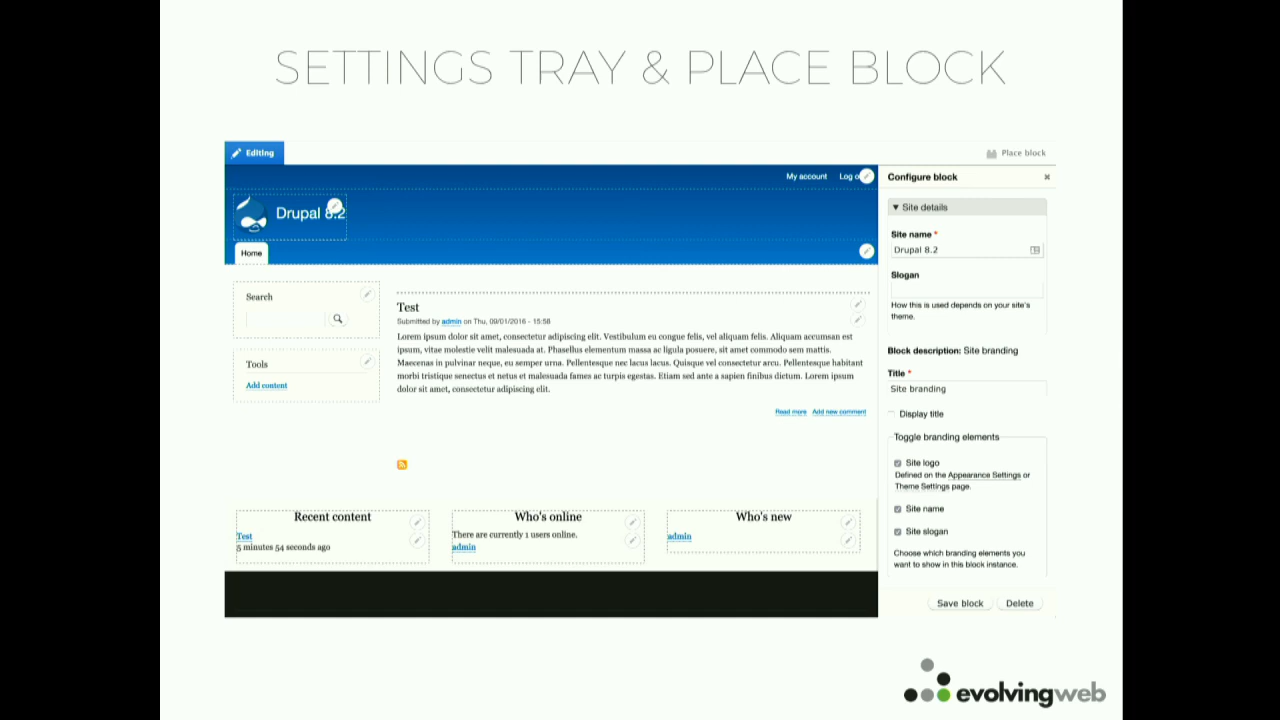 SETTINGS TRAY & PLACE BLOCK
Editing
Place block
My account
Log o
Drupal 8.2
Home
Search
Tools
Add content
Test
Submitted by admin on Thu, 09/01/2016 - 15:58
Lorem ipsum dolor sit amet, consectetur adipiscing elit. Vestibulum eu congue felis, vel aliquam felis. Aliquam accumsan est
ipsum, vitae molestie velit malesuada at. Phasellus elementum massa ac ligula posuere, sit amet commodo sem mattis.
Maecenas in pulvinar neque, eu semper urna. Pellentesque nec lacus lacus. Quisque vel consectetur arcu. Pellentesque habitant
morbi tristique senectus et netus et malesuada fames ac turpis egestas. Etiam sed ante a sapien finibus dictum. Lorem ipsum
dolor sit amet, consectetur adipiscing elit.
Read more Add new comment
Recent content
Test
5 minutes 54 seconds ago
Who's online
There are currently 1 users online.
admin
Who's new
admin
Configure block
Site details
Site name *
Drupal 8.2
Slogan
How this is used depends on your site's
theme.
Block description: Site branding
Title *
Site branding
Display title
Toggle branding elements
Site logo
Defined on the Appearance Settings or
Theme Settings page.
Site name
Site slogan
Choose which branding elements you
want to show in this block instance.
Save block
Delete
evolvingweb